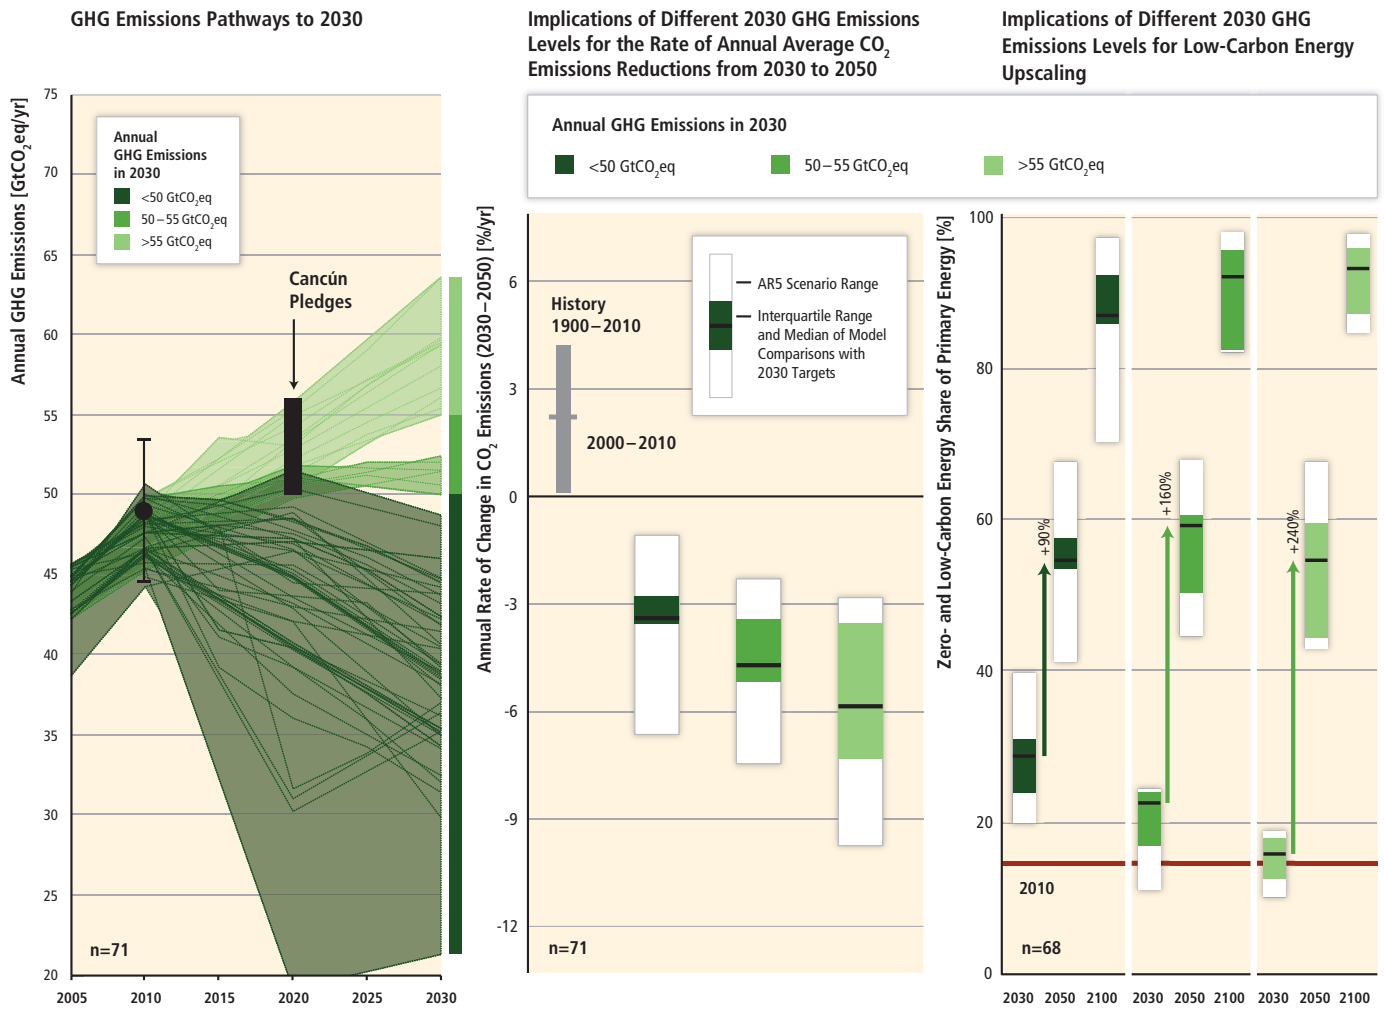 GHG Emissions Pathways to 2030
Annual GHG Emissions [GtCO2eq/yr]
75
70
65
60
55
50
45
40
35
30
25
20
Annual
GHG Emissions
in 2030
<50 GtCO2eq
50–55 GtCO2eq
>55 GtCO2eq
Cancún
Pledges
n=71
2005
2010
2015
2020
2025
2030
Implications of Different 2030 GHG Emissions
Levels for the Rate of Annual Average CO2
Emissions Reductions from 2030 to 2050
Implications of Different 2030 GHG
Emissions Levels for Low-Carbon Energy
Upscaling
Annual GHG Emissions in 2030
<50 GtCO2eq
50–55 GtCO2eq
>55 GtCO2eq
Annual Rate of Change in CO2 Emissions (2030–2050) [%/yr]
6
3
0
-3
-6
-9
-12
History
1900–2010
2000–2010
AR5 Scenario Range
Interquartile Range
and Median of Model
Comparisons with
2030 Targets
n=71
Zero- and Low-Carbon Energy Share of Primary Energy [%]
100
80
60
40
20
0
+90%
+160%
+240%
2010
n=68
2030
2050
2100
2030
2050
2100
2030
2050
2100